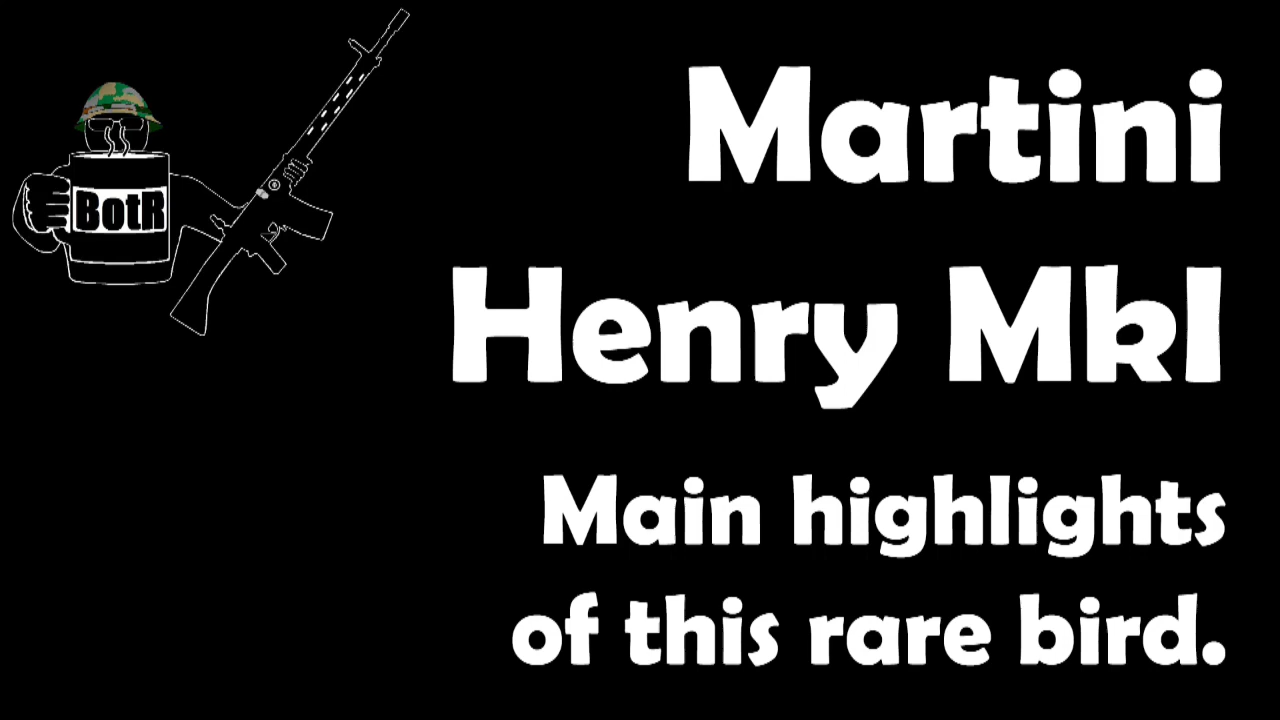 BotR
Martini
Henry MkI
Main highlights
of this rare bird.